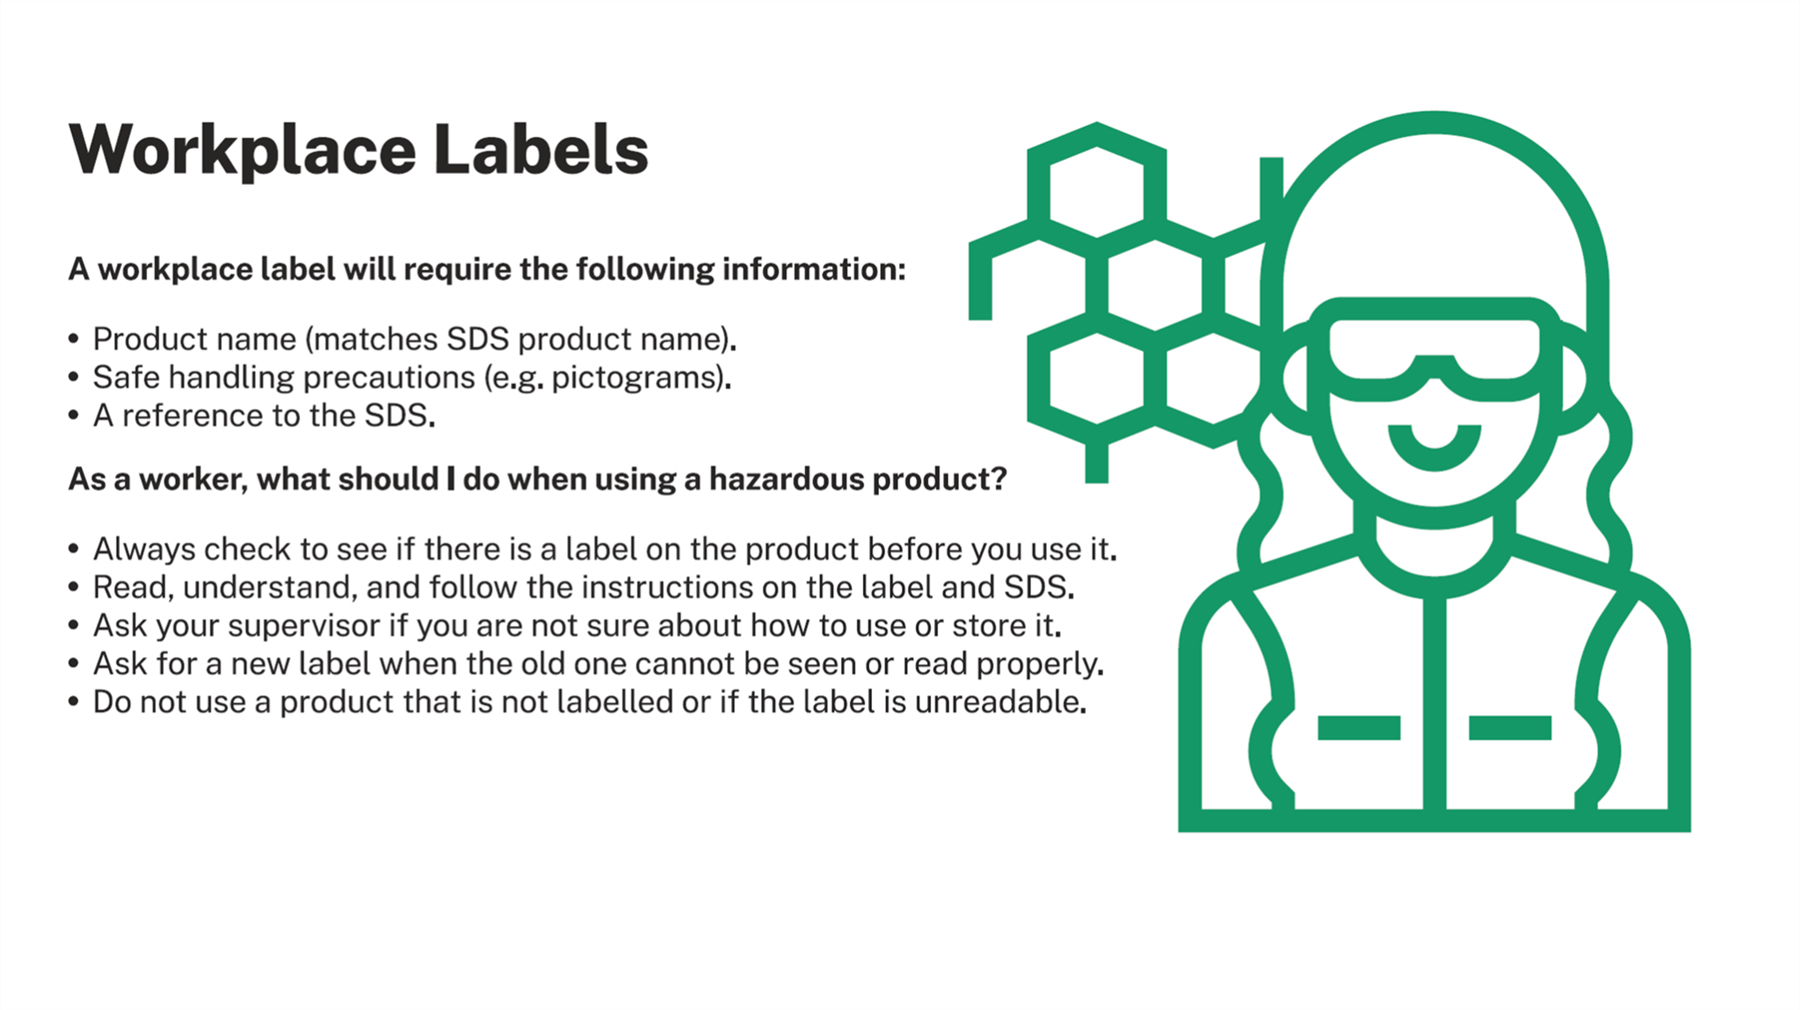 Workplace Labels
A workplace label will require the following information:
• Product name (matches SDS product name).
• Safe handling precautions (e.g. pictograms).
• A reference to the SDS.
As a worker, what should I do when using a hazardous product?
• Always check to see if there is a label on the product before you use it.
• Read, understand, and follow the instructions on the label and SDS.
• Ask your supervisor if you are not sure about how to use or store it.
• Ask for a new label when the old one cannot be seen or read properly.
• Do not use a product that is not labelled or if the label is unreadable.